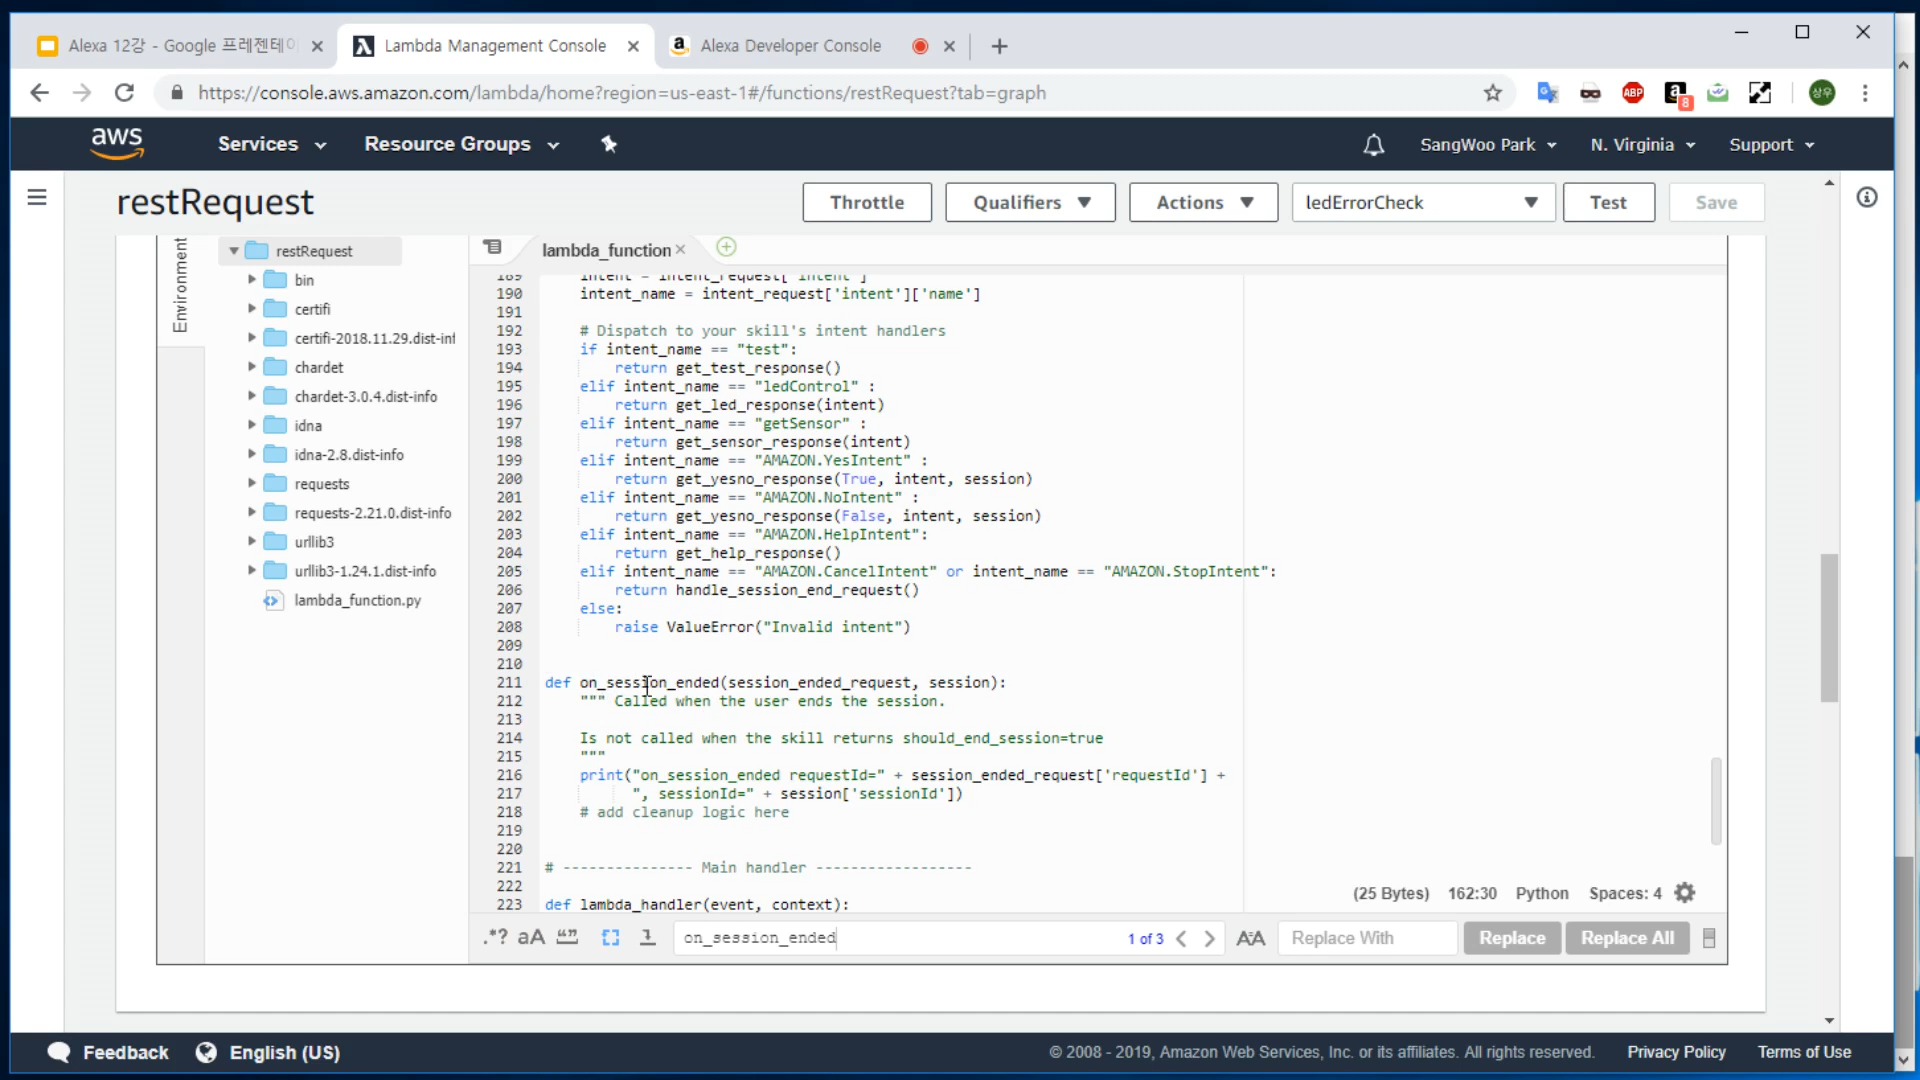 Alexa 12강 - Google 프레젠테이
Lambda Management Console
Alexa Developer Console
https://console.aws.amazon.com/lambda/home?region=us-east-1#/functions/restRequest?tab=graph
ABP
8
상우
aws
Services
Resource Groups
SangWoo Park
N. Virginia
Support
restRequest
Throttle
Qualifiers
Actions
ledErrorCheck
Test
Save
Environment
restRequest
bin
certifi
certifi-2018.11.29.dist-inf
chardet
chardet-3.0.4.dist-info
idna
idna-2.8.dist-info
requests
requests-2.21.0.dist-info
urllib3
urllib3-1.24.1.dist-info
lambda_function.py
lambda_function
189 intent = intent_request['intent']
190 intent_name = intent_request['intent']['name']
191
192 # Dispatch to your skill's intent handlers
193 if intent_name == "test":
194 return get_test_response()
195 elif intent_name == "ledControl" :
196 return get_led_response(intent)
197 elif intent_name == "getSensor" :
198 return get_sensor_response(intent)
199 elif intent_name == "AMAZON.YesIntent" :
200 return get_yesno_response(True, intent, session)
201 elif intent_name == "AMAZON.NoIntent" :
202 return get_yesno_response(False, intent, session)
203 elif intent_name == "AMAZON.HelpIntent":
204 return get_help_response()
205 elif intent_name == "AMAZON.CancelIntent" or intent_name == "AMAZON.StopIntent":
206 return handle_session_end_request()
207 else:
208 raise ValueError("Invalid intent")
209
210
211 def on_session_ended(session_ended_request, session):
212 """ Called when the user ends the session.
213
214 Is not called when the skill returns should_end_session=true
215 """
216 print("on_session_ended requestId=" + session_ended_request['requestId'] +
217 ", sessionId=" + session['sessionId'])
218 # add cleanup logic here
219
220
221 # --------------- Main handler ------------------
222
223 def lambda_handler(event, context):
(25 Bytes) 162:30 Python Spaces: 4
.*? aA “”
on_session_ended
1 of 3
AA
Replace With
Replace
Replace All
Feedback
English (US)
© 2008 - 2019, Amazon Web Services, Inc. or its affiliates. All rights reserved.
Privacy Policy
Terms of Use